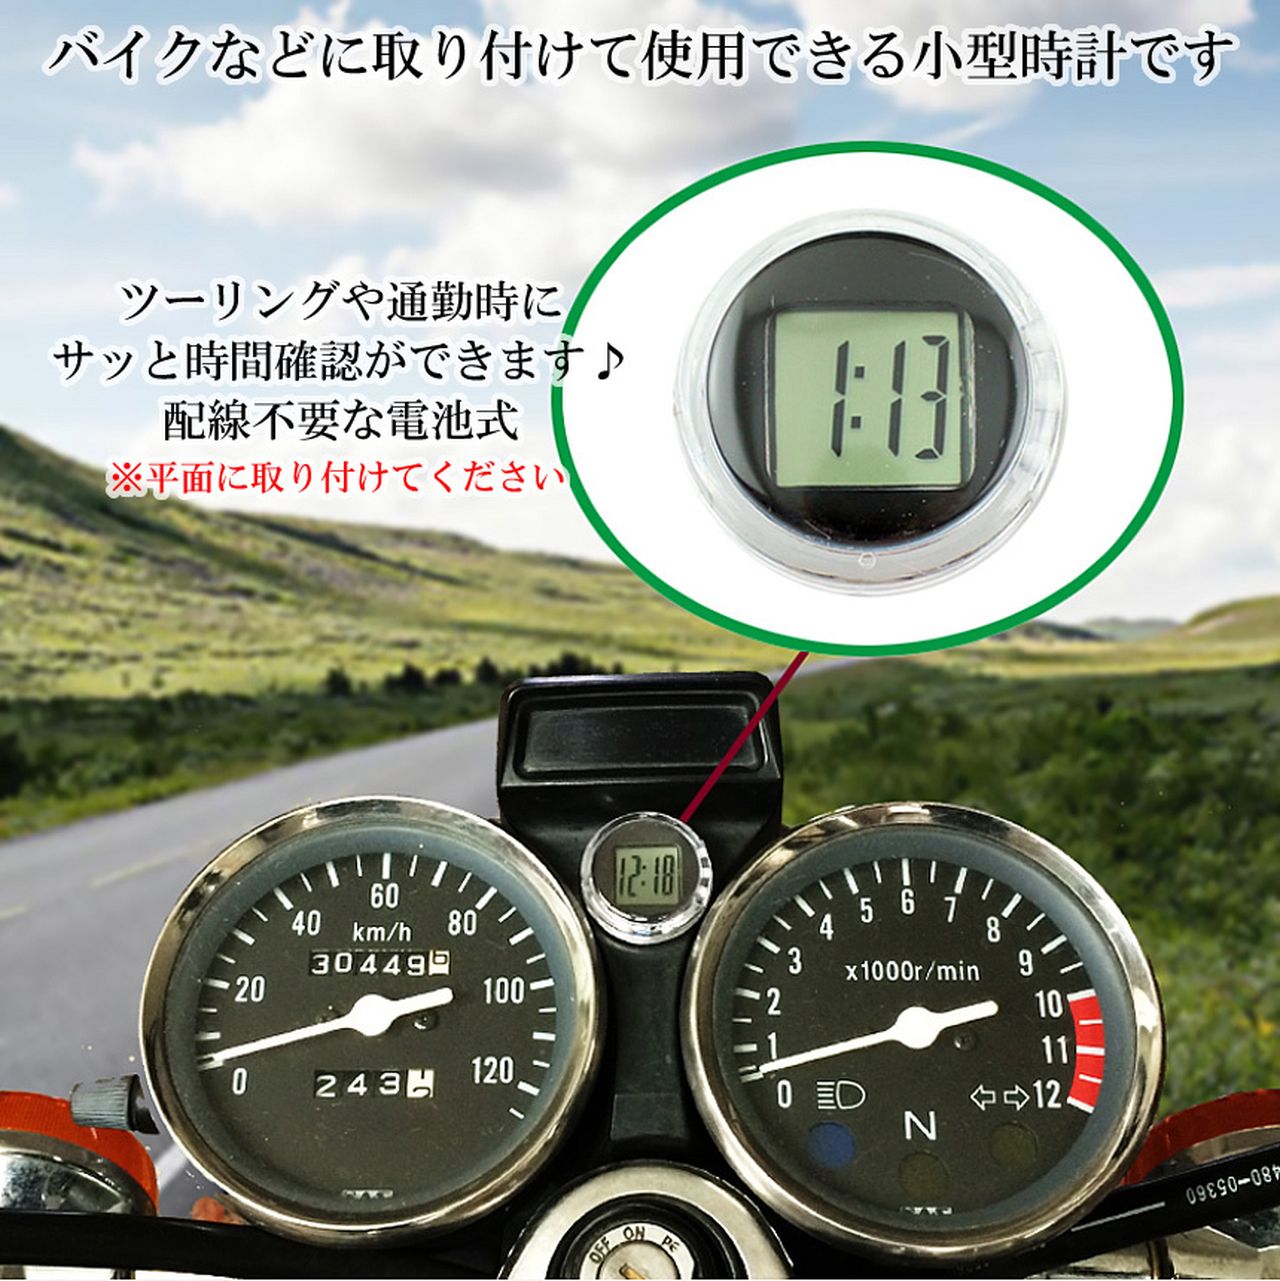 バイクなどに取り付けて使用できる小型時計です
ツーリングや通勤時に
サッと時間確認ができます♪
配線不要な電池式
※平面に取り付けてください
1:13
12:18
0 20 40 60 80 100 120
km/h
30449
243
0 1 2 3 4 5 6 7 8 9 10 11 12
x1000r/min
N
OFF ON PE
480-05360